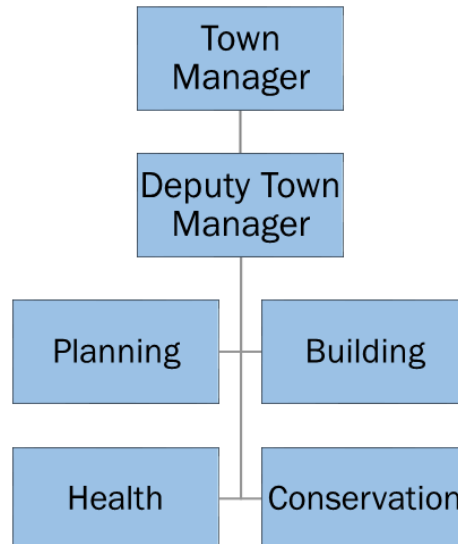 Town
Manager
Deputy Town
Manager
Planning
Building
Health
Conservation